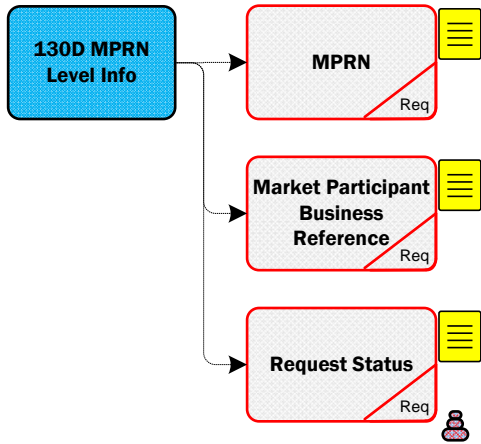 130D MPRN
Level Info
MPRN
Req
Market Participant
Business
Reference
Req
Request Status
Req